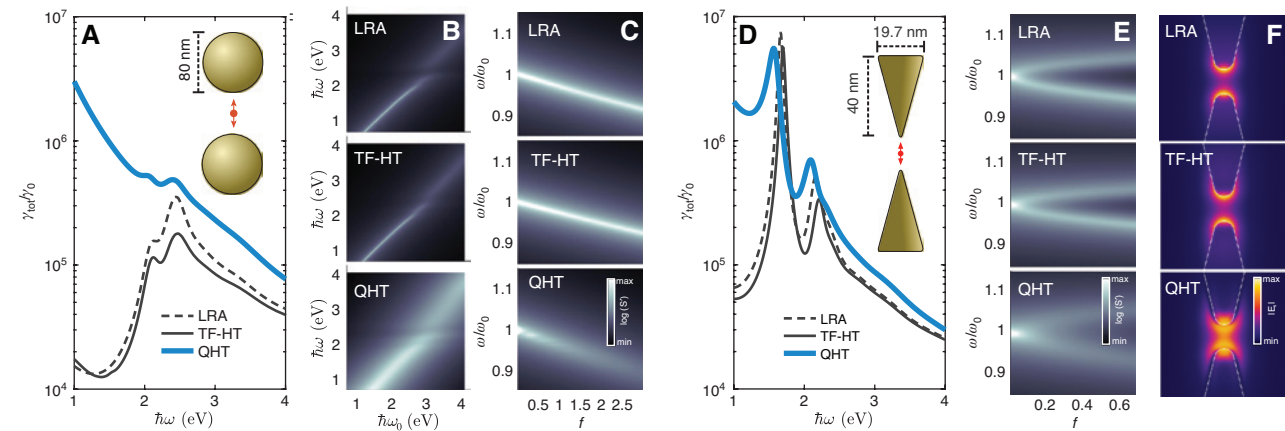 A
10^7
10^6
10^5
10^4
γ_tot/γ_0
80 nm
LRA
TF-HT
QHT
1
2
3
4
ħω (eV)
B
LRA
4
3
2
1
ħω (eV)
TF-HT
4
3
2
1
ħω (eV)
QHT
4
3
2
1
ħω (eV)
1
2
3
4
ħω_0 (eV)
C
LRA
1.1
1
0.9
ω/ω_0
TF-HT
1.1
1
0.9
ω/ω_0
QHT
1.1
1
0.9
ω/ω_0
max
log (S')
min
0.5 1 1.5 2 2.5
f
D
10^7
10^6
10^5
10^4
γ_tot/γ_0
19.7 nm
40 nm
LRA
TF-HT
QHT
1
2
3
4
ħω (eV)
E
LRA
1.1
1
0.9
ω/ω_0
TF-HT
1.1
1
0.9
ω/ω_0
QHT
1.1
1
0.9
ω/ω_0
max
log (S')
min
0.2 0.4 0.6
f
F
LRA
TF-HT
QHT
max
min